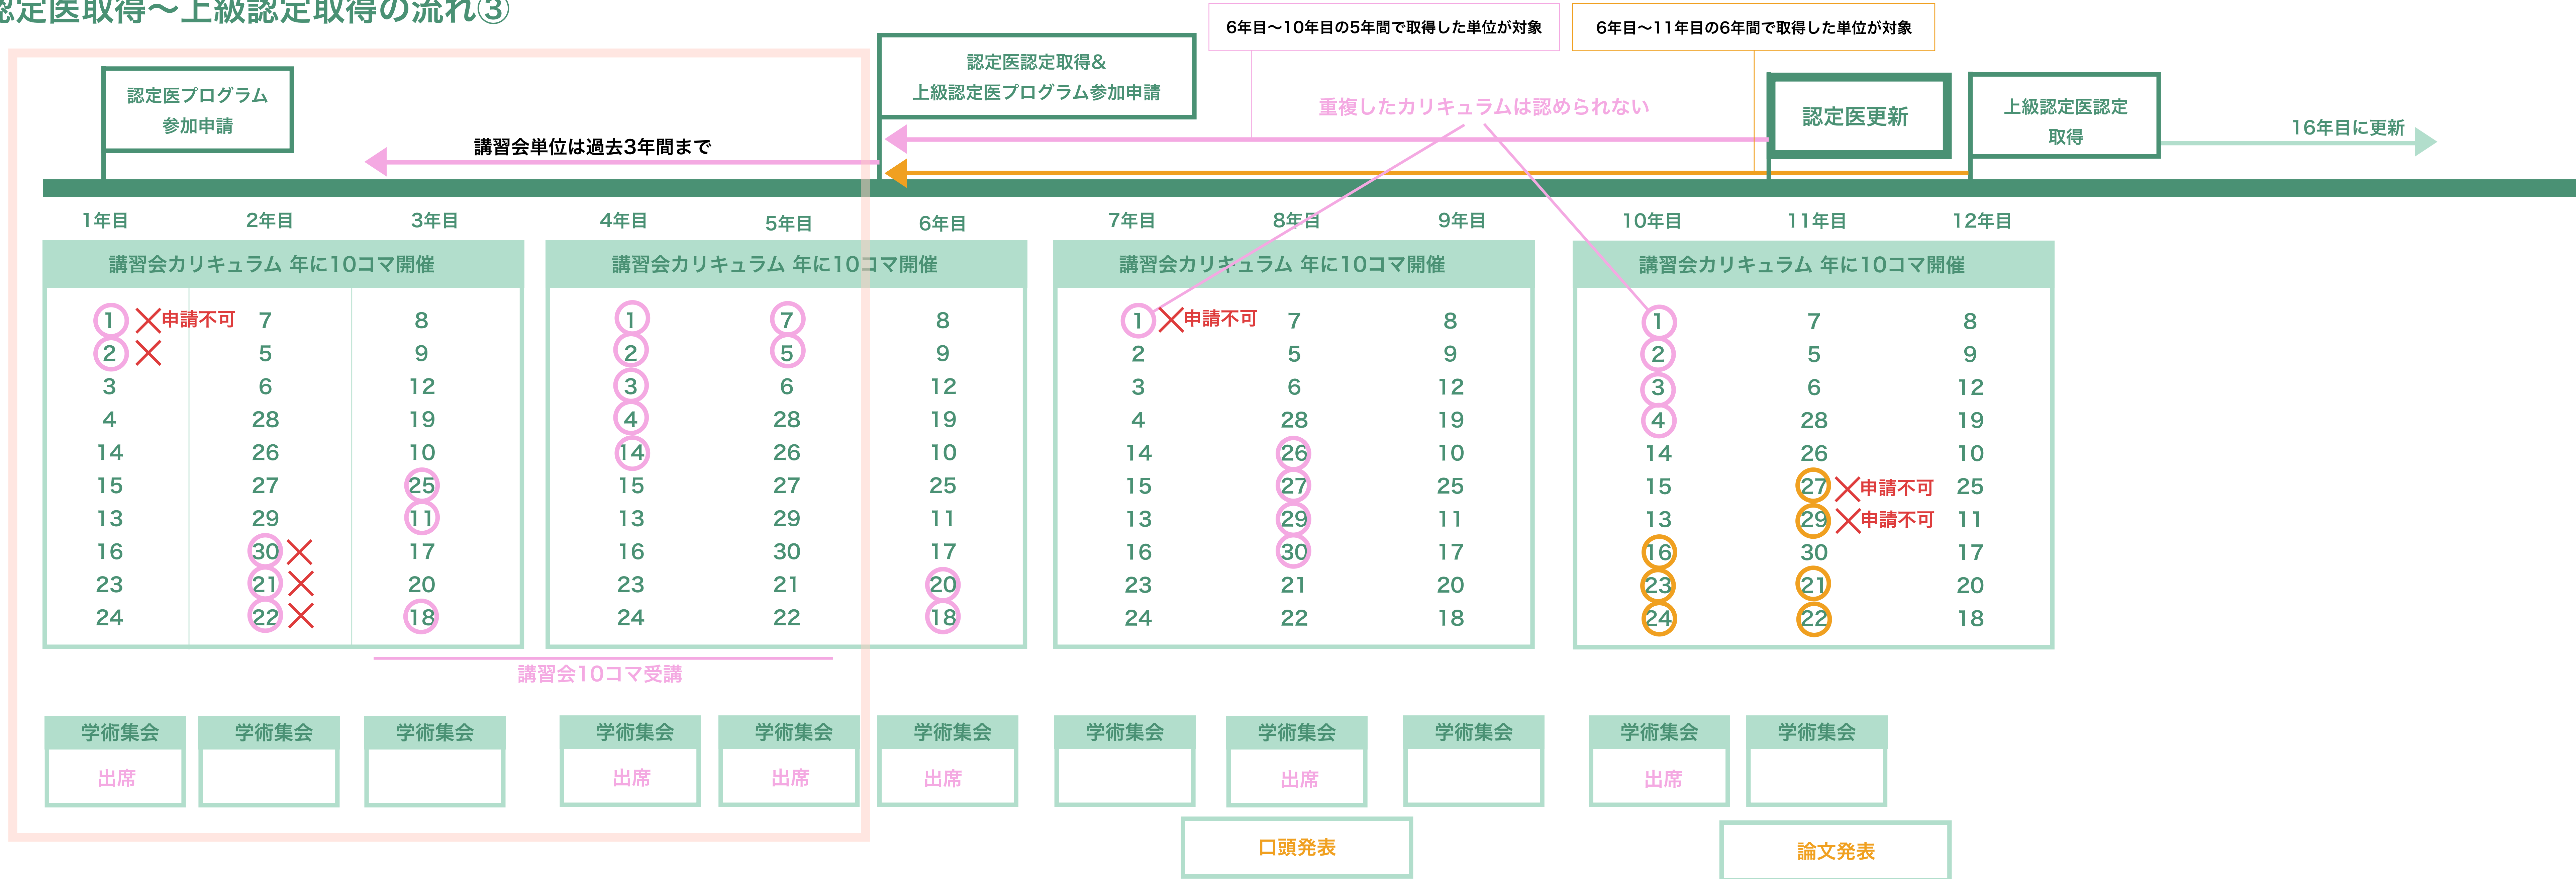 認定医取得〜上級認定取得の流れ③
6年目〜10年目の5年間で取得した単位が対象
6年目〜11年目の6年間で取得した単位が対象
認定医プログラム
参加申請
認定医認定取得&
上級認定医プログラム参加申請
重複したカリキュラムは認められない
認定医更新
上級認定医認定
取得
16年目に更新
講習会単位は過去3年間まで
1年目 2年目 3年目 4年目 5年目 6年目 7年目 8年目 9年目 10年目 11年目 12年目
講習会カリキュラム 年に10コマ開催
1 申請不可 7 8
2 5 9
3 6 12
4 28 19
14 26 10
15 27 25
13 29 11
16 30 17
23 21 20
24 22 18
講習会カリキュラム 年に10コマ開催
1 7 8
2 5 9
3 6 12
4 28 19
14 26 10
15 27 25
13 29 11
16 30 17
23 21 20
24 22 18
講習会カリキュラム 年に10コマ開催
1 申請不可 7 8
2 5 9
3 6 12
4 28 19
14 26 10
15 27 25
13 29 11
16 30 17
23 21 20
24 22 18
講習会カリキュラム 年に10コマ開催
1 7 8
2 5 9
3 6 12
4 28 19
14 26 10
15 27 申請不可 25
13 29 申請不可 11
16 30 17
23 21 20
24 22 18
講習会10コマ受講
学術集会 学術集会 学術集会 学術集会 学術集会 学術集会 学術集会 学術集会 学術集会 学術集会 学術集会
出席 出席 出席 出席 出席 出席
口頭発表
論文発表